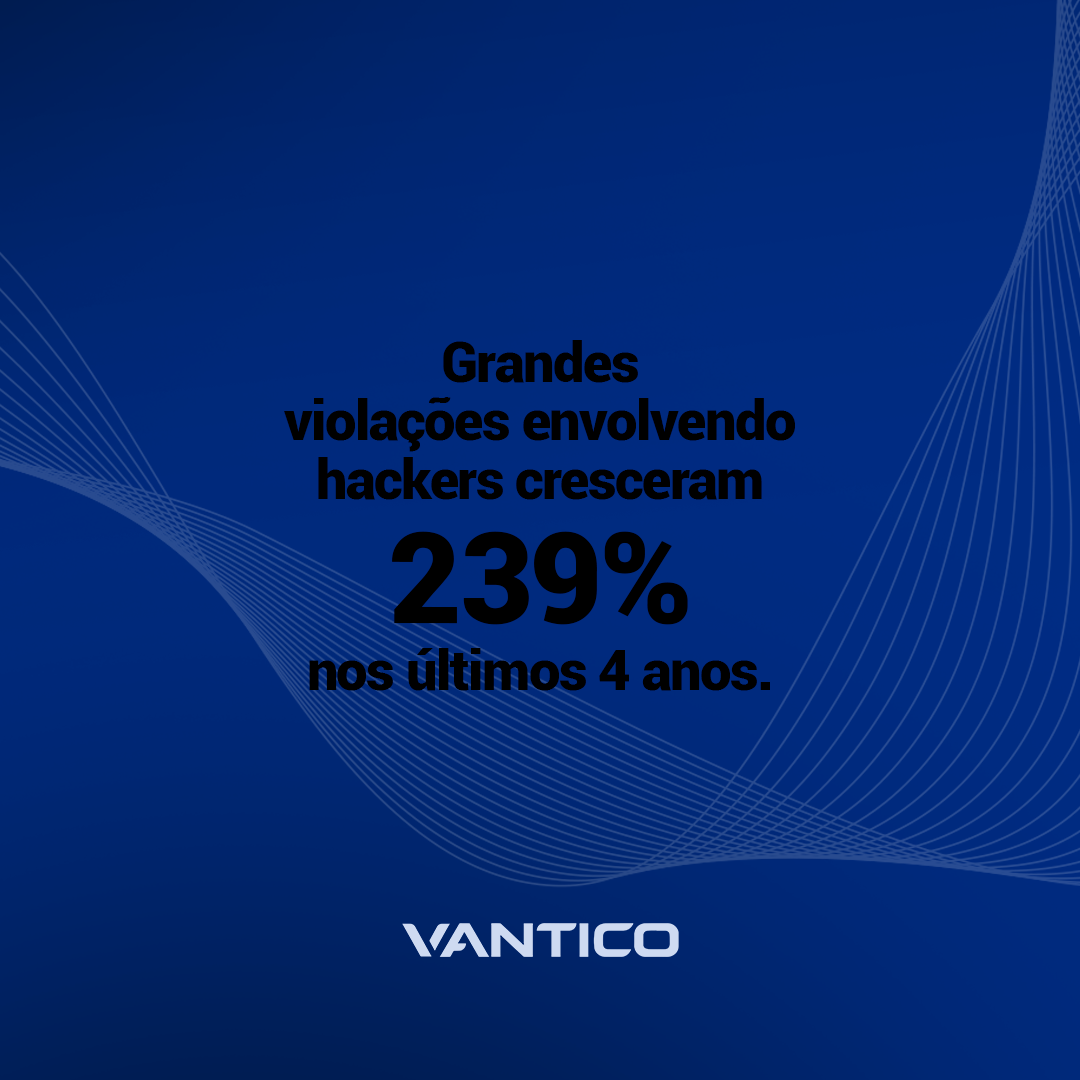 Grandes
violações envolvendo
hackers cresceram
239%
nos últimos 4 anos.
VANTICO